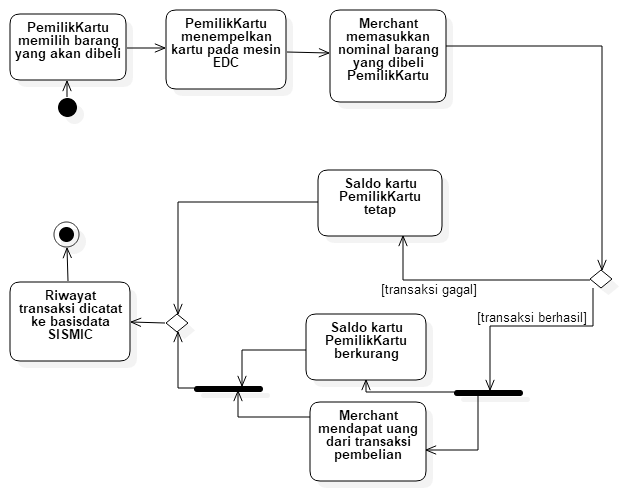 PemilikKartu
memilih barang
yang akan dibeli
PemilikKartu
menempelkan
kartu pada mesin
EDC
Merchant
memasukkan
nominal barang
yang dibeli
PemilikKartu
Saldo kartu
PemilikKartu
tetap
[transaksi gagal]
[transaksi berhasil]
Riwayat
transaksi dicatat
ke basisdata
SISMIC
Saldo kartu
PemilikKartu
berkurang
Merchant
mendapat uang
dari transaksi
pembelian